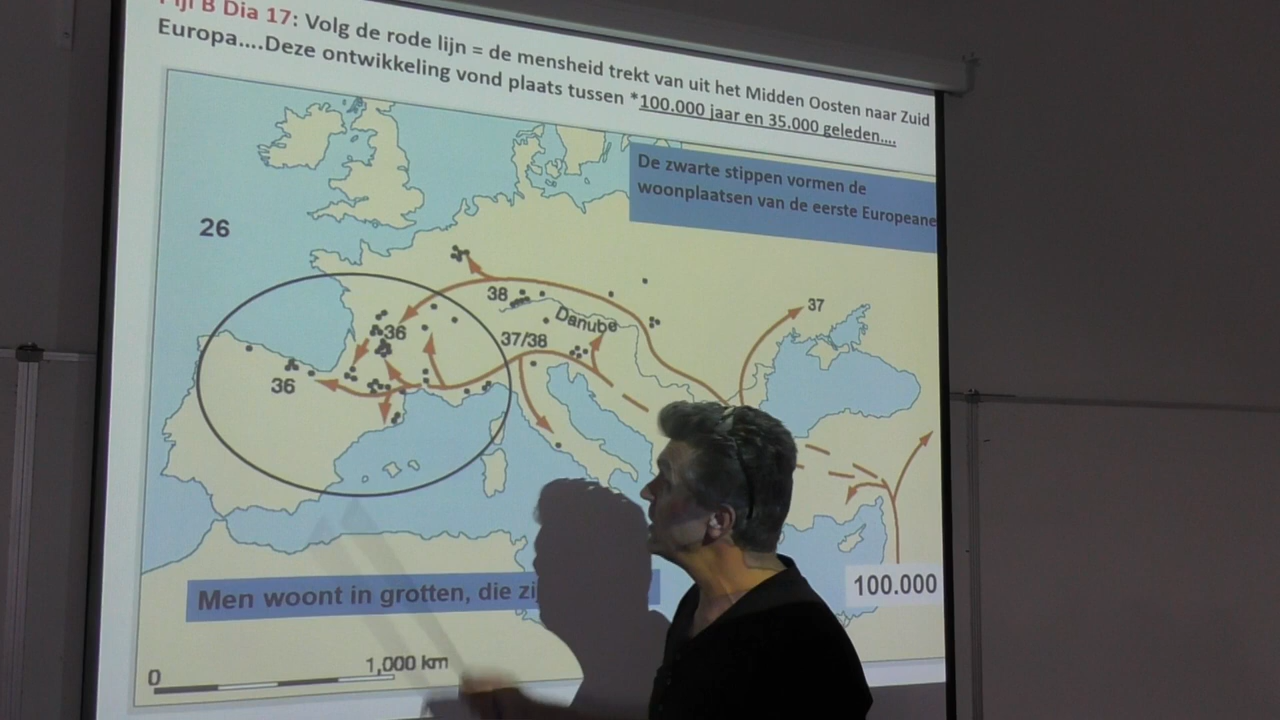 Pijl B Dia 17: Volg de rode lijn = de mensheid trekt van uit het Midden Oosten naar Zuid
Europa....Deze ontwikkeling vond plaats tussen *100.000 jaar en 35.000 geleden....
De zwarte stippen vormen de
woonplaatsen van de eerste Europeane
26
37
38
Danube
36
37/38
36
100.000
Men woont in grotten, die
0
1,000 km